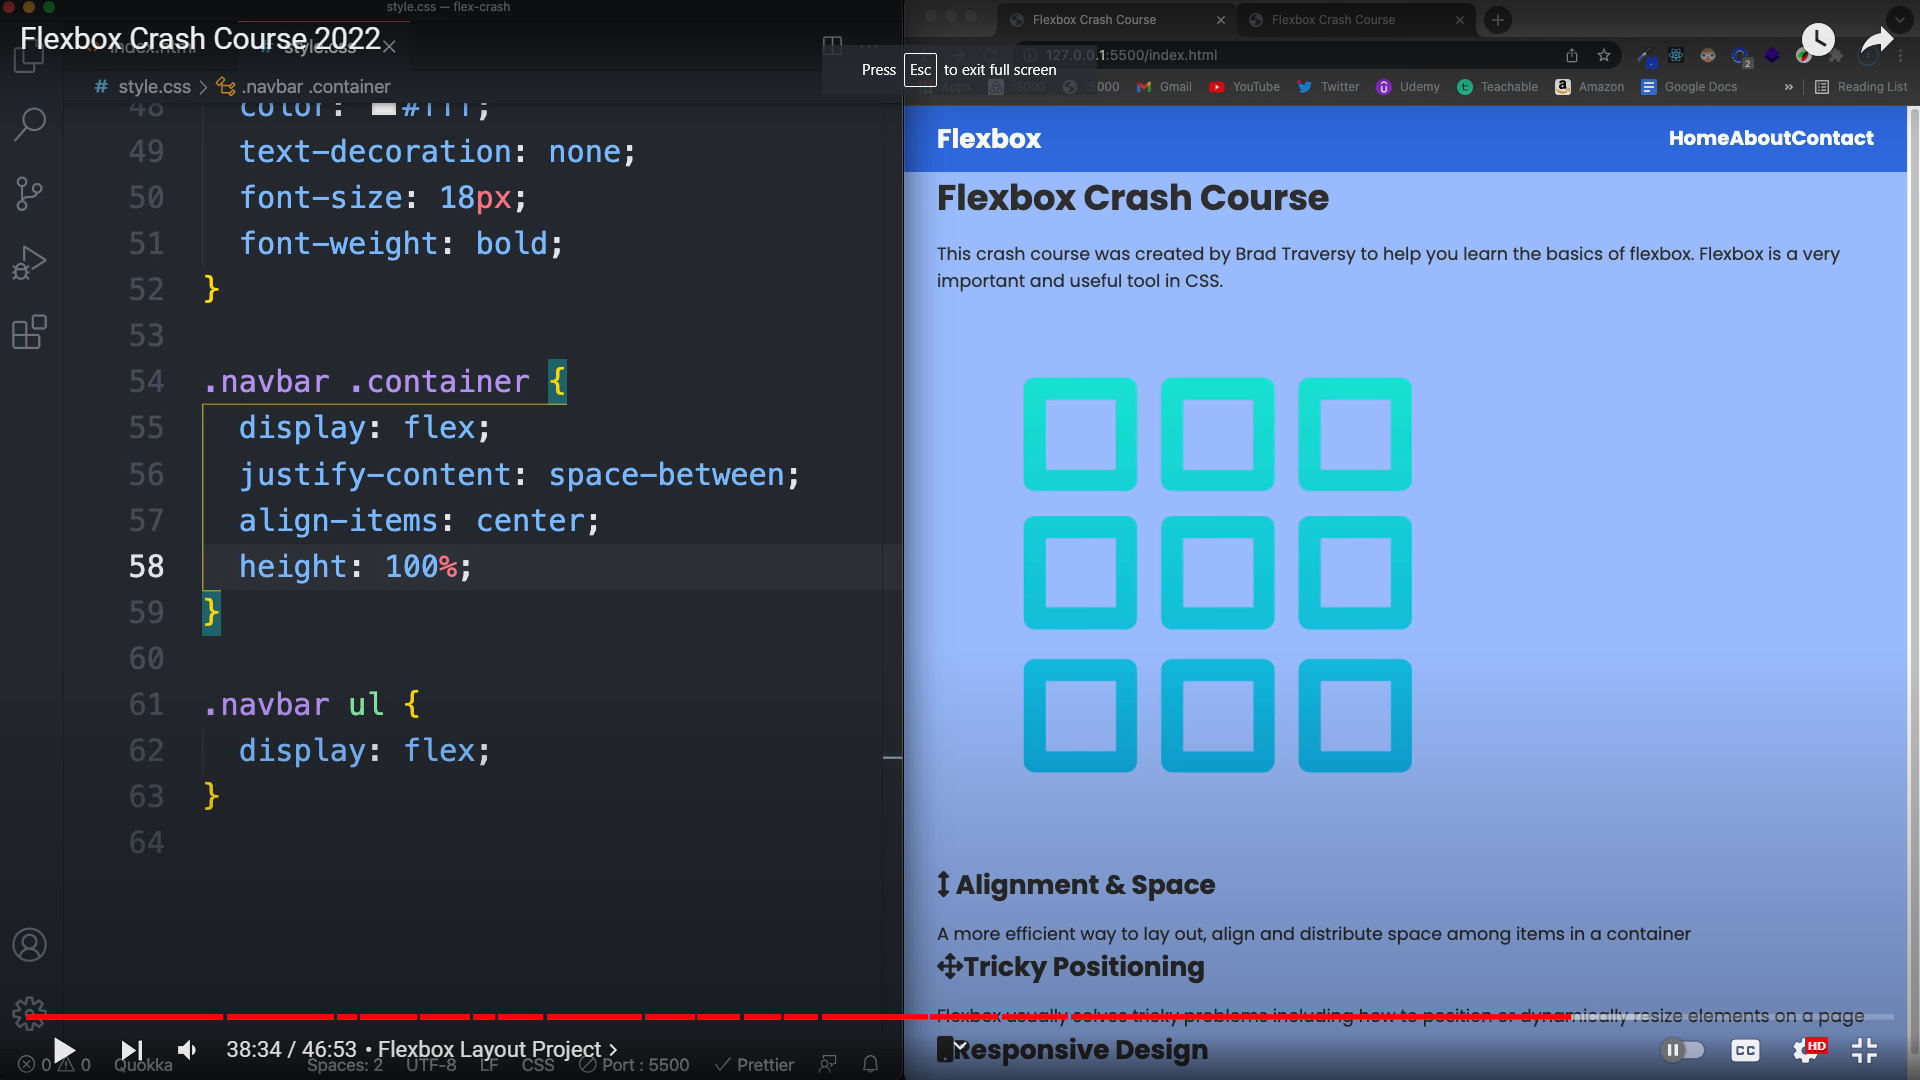 style.css — flex-crash
Flexbox Crash Course 2022
index.html
style.css
# style.css > .navbar .container
48 color: #fff;
49 text-decoration: none;
50 font-size: 18px;
51 font-weight: bold;
52 }
53
54 .navbar .container {
55 display: flex;
56 justify-content: space-between;
57 align-items: center;
58 height: 100%;
59 }
60
61 .navbar ul {
62 display: flex;
63 }
64
Press Esc to exit full screen
Flexbox Crash Course
Flexbox Crash Course
127.0.0.1:5500/index.html
2
Apps
:3000
:5000
Gmail
YouTube
Twitter
Udemy
Teachable
Amazon
Google Docs
»
Reading List
Flexbox
HomeAboutContact
Flexbox Crash Course
This crash course was created by Brad Traversy to help you learn the basics of flexbox. Flexbox is a very
important and useful tool in CSS.
Alignment & Space
A more efficient way to lay out, align and distribute space among items in a container
Tricky Positioning
Flexbox usually solves tricky problems including how to position or dynamically resize elements on a page
Responsive Design
38:34 / 46:53 • Flexbox Layout Project >
CC
HD
0 0
Quokka
Spaces: 2
UTF-8
LF
CSS
Port : 5500
Prettier